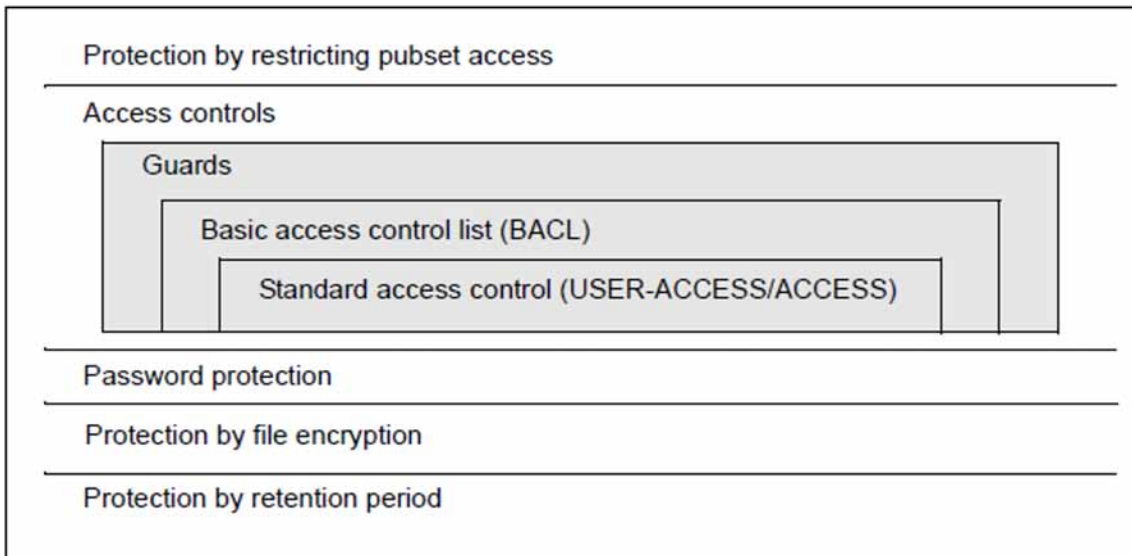 Protection by restricting pubset access
Access controls
Guards
Basic access control list (BACL)
Standard access control (USER-ACCESS/ACCESS)
Password protection
Protection by file encryption
Protection by retention period